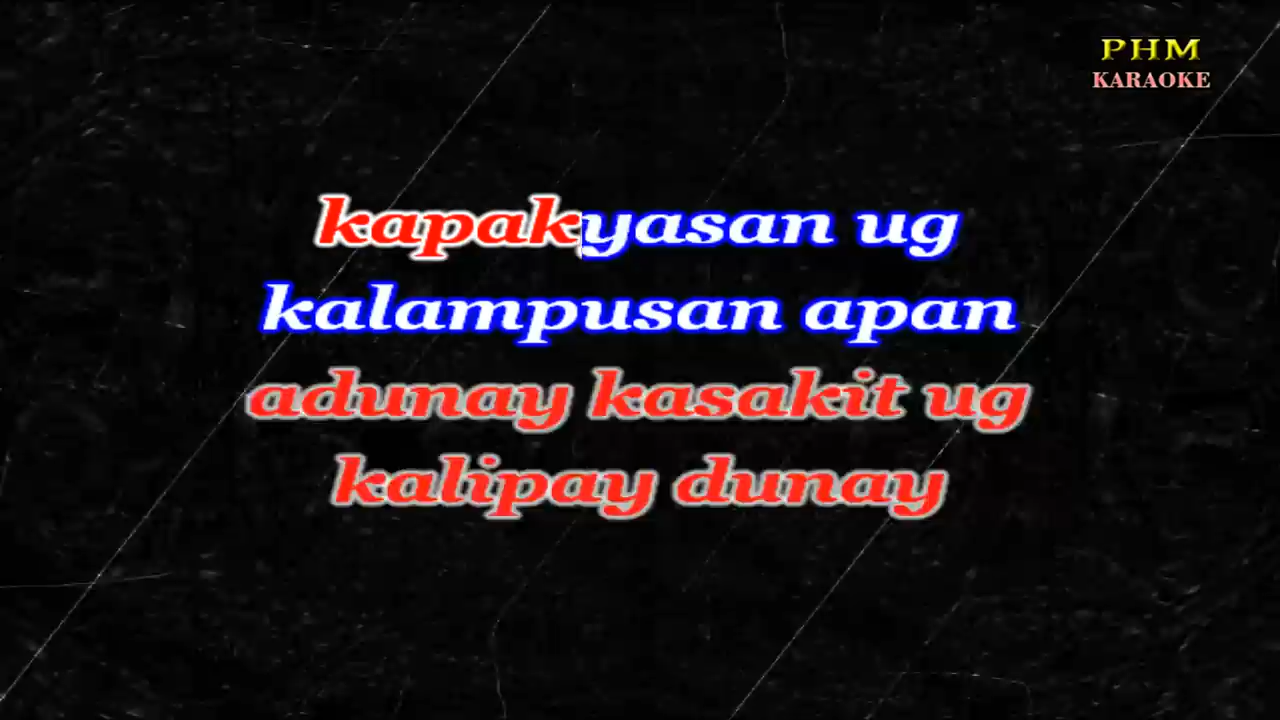 PHM
KARAOKE
kapakyasan ug
kalampusan apan
adunay kasakit ug
kalipay dunay